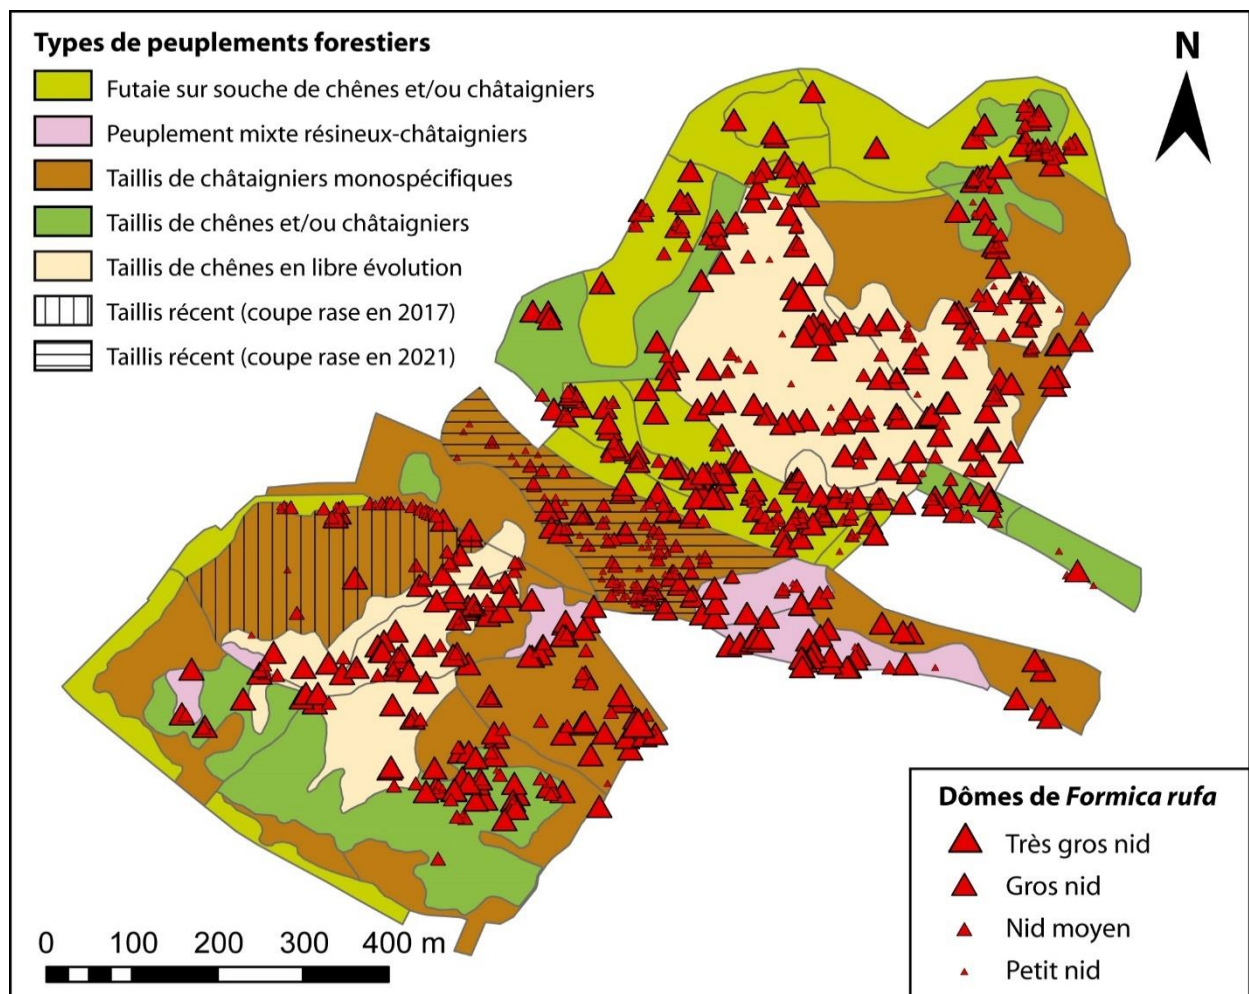 Types de peuplements forestiers
Futaie sur souche de chênes et/ou châtaigniers
Peuplement mixte résineux-châtaigniers
Taillis de châtaigniers monospécifiques
Taillis de chênes et/ou châtaigniers
Taillis de chênes en libre évolution
Taillis récent (coupe rase en 2017)
Taillis récent (coupe rase en 2021)
N
Dômes de Formica rufa
Très gros nid
Gros nid
Nid moyen
Petit nid
0 100 200 300 400 m